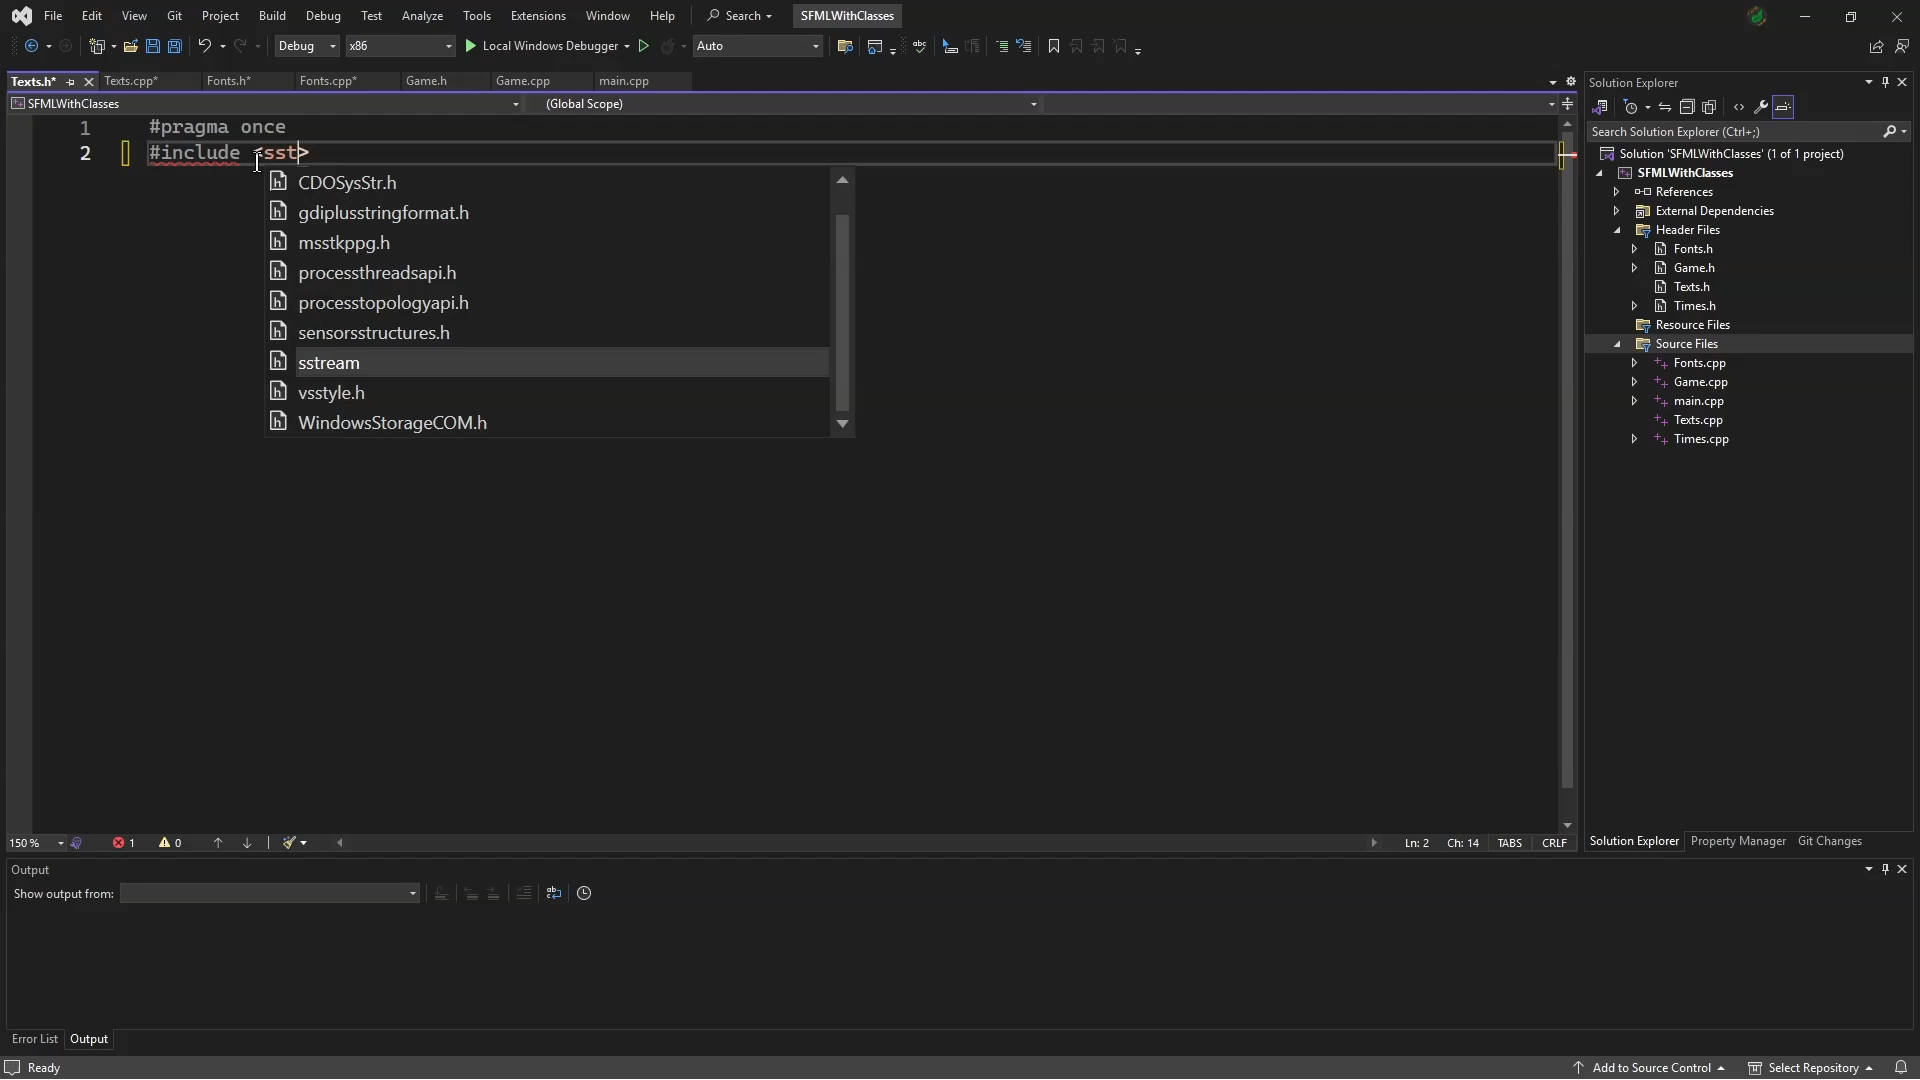 File Edit View Git Project Build Debug Test Analyze Tools Extensions Window Help Search SFMLWithClasses
Debug x86 Local Windows Debugger Auto
Texts.h* Texts.cpp* Fonts.h* Fonts.cpp* Game.h Game.cpp main.cpp
SFMLWithClasses (Global Scope)
1 #pragma once
2 #include <sst>
CDOSysStr.h
gdiplusstringformat.h
msstkppg.h
processthreadsapi.h
processtopologyapi.h
sensorsstructures.h
sstream
vsstyle.h
WindowsStorageCOM.h
150 % 1 0 Ln: 2 Ch: 14 TABS CRLF
Solution Explorer
Search Solution Explorer (Ctrl+;)
Solution 'SFMLWithClasses' (1 of 1 project)
SFMLWithClasses
References
External Dependencies
Header Files
Fonts.h
Game.h
Texts.h
Times.h
Resource Files
Source Files
Fonts.cpp
Game.cpp
main.cpp
Texts.cpp
Times.cpp
Solution Explorer Property Manager Git Changes
Output
Show output from:
Error List Output
Ready Add to Source Control Select Repository